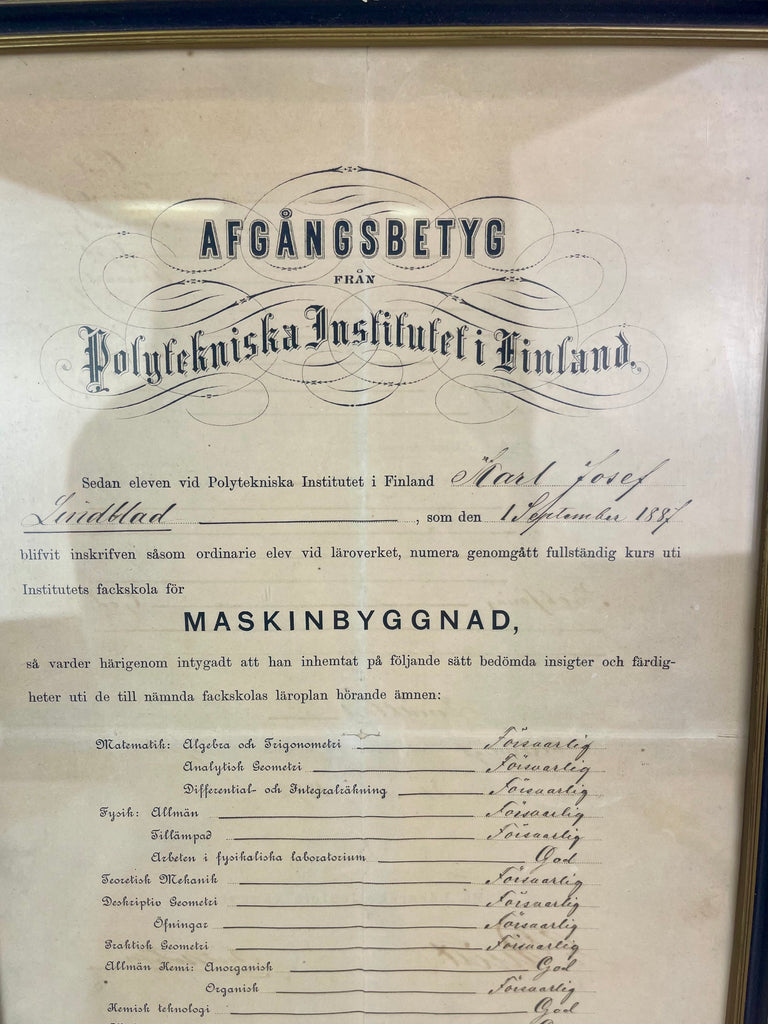 AFGÅNGSBETYG
FRÅN
Polytekniska Institutet i Finland.
Sedan eleven vid Polytekniska Institutet i Finland Karl Josef
Lindblad, som den 1 September 1887
blifvit inskrifven såsom ordinarie elev vid läroverket, numera genomgått fullständig kurs uti
Institutets fackskola för
MASKINBYGGNAD,
så varder härigenom intygadt att han inhemtat på följande sätt bedömda insigter och färdig-
heter uti de till nämnda fackskolas läroplan hörande ämnen:
Matematik: Algebra och Trigonometri Försvarlig
Analytisk Geometri Försvarlig
Differential- och Integralräkning Försvarlig
Fysik: Allmän Försvarlig
Tillämpad Försvarlig
Arbeten i fysikaliska laboratorium God
Teoretisk Mekanik Försvarlig
Deskriptiv Geometri Försvarlig
Öfningar Försvarlig
Praktisk Geometri Försvarlig
Allmän Kemi: Anorganisk God
Organisk Försvarlig
Kemisk teknologi God